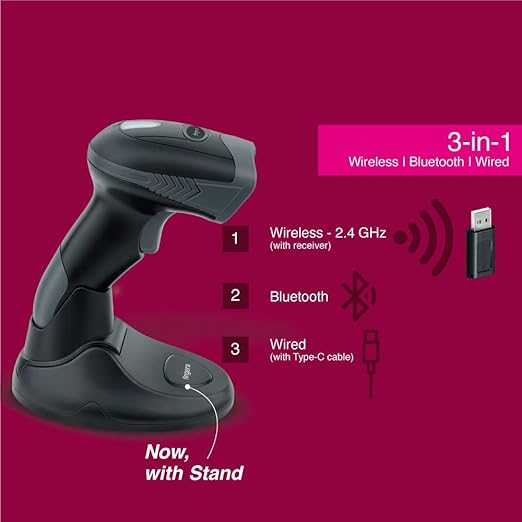 3-in-1
Wireless | Bluetooth | Wired
1
Wireless - 2.4 GHz
(with receiver)
2
Bluetooth
3
Wired
(with Type-C cable)
fingers
Now,
with Stand